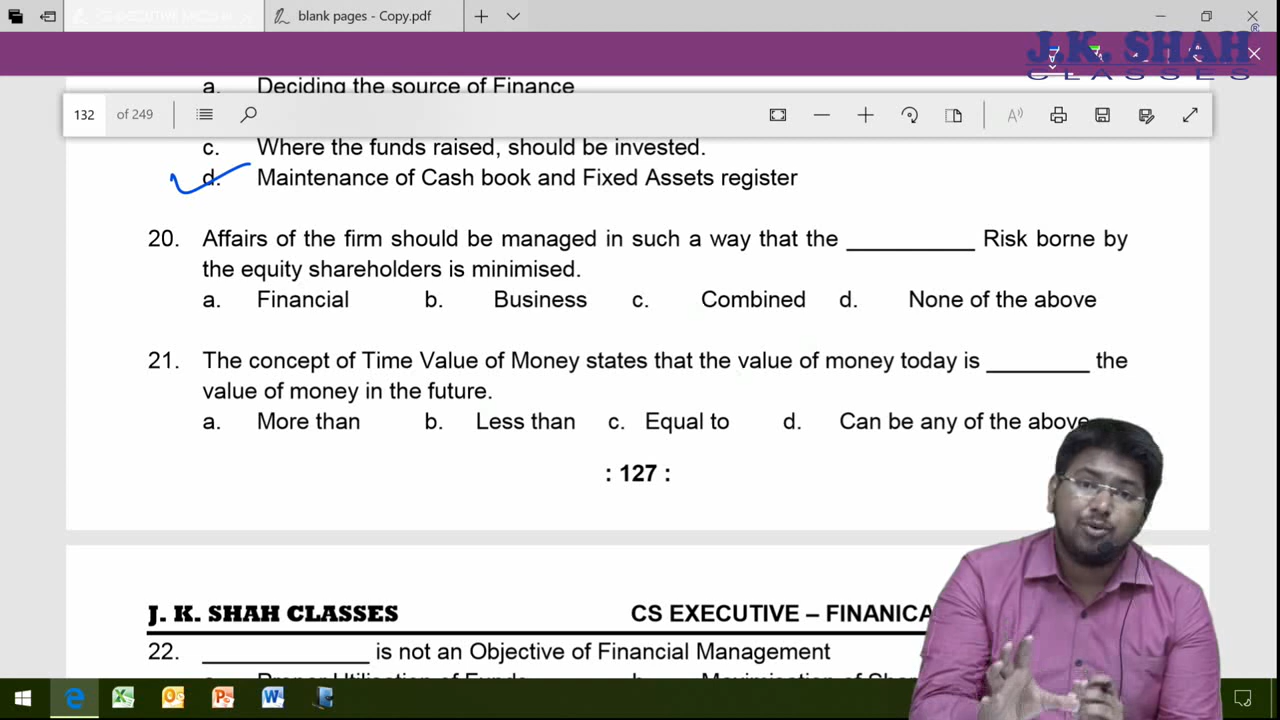 blank pages - Copy.pdf
J.K. SHAH®
CLASSES
a. Deciding the source of Finance
132 of 249
c. Where the funds raised, should be invested.
d. Maintenance of Cash book and Fixed Assets register
20. Affairs of the firm should be managed in such a way that the __________ Risk borne by
the equity shareholders is minimised.
a. Financial b. Business c. Combined d. None of the above
21. The concept of Time Value of Money states that the value of money today is ________ the
value of money in the future.
a. More than b. Less than c. Equal to d. Can be any of the above
: 127 :
J. K. SHAH CLASSES CS EXECUTIVE – FINANICA
22. _____________ is not an Objective of Financial Management